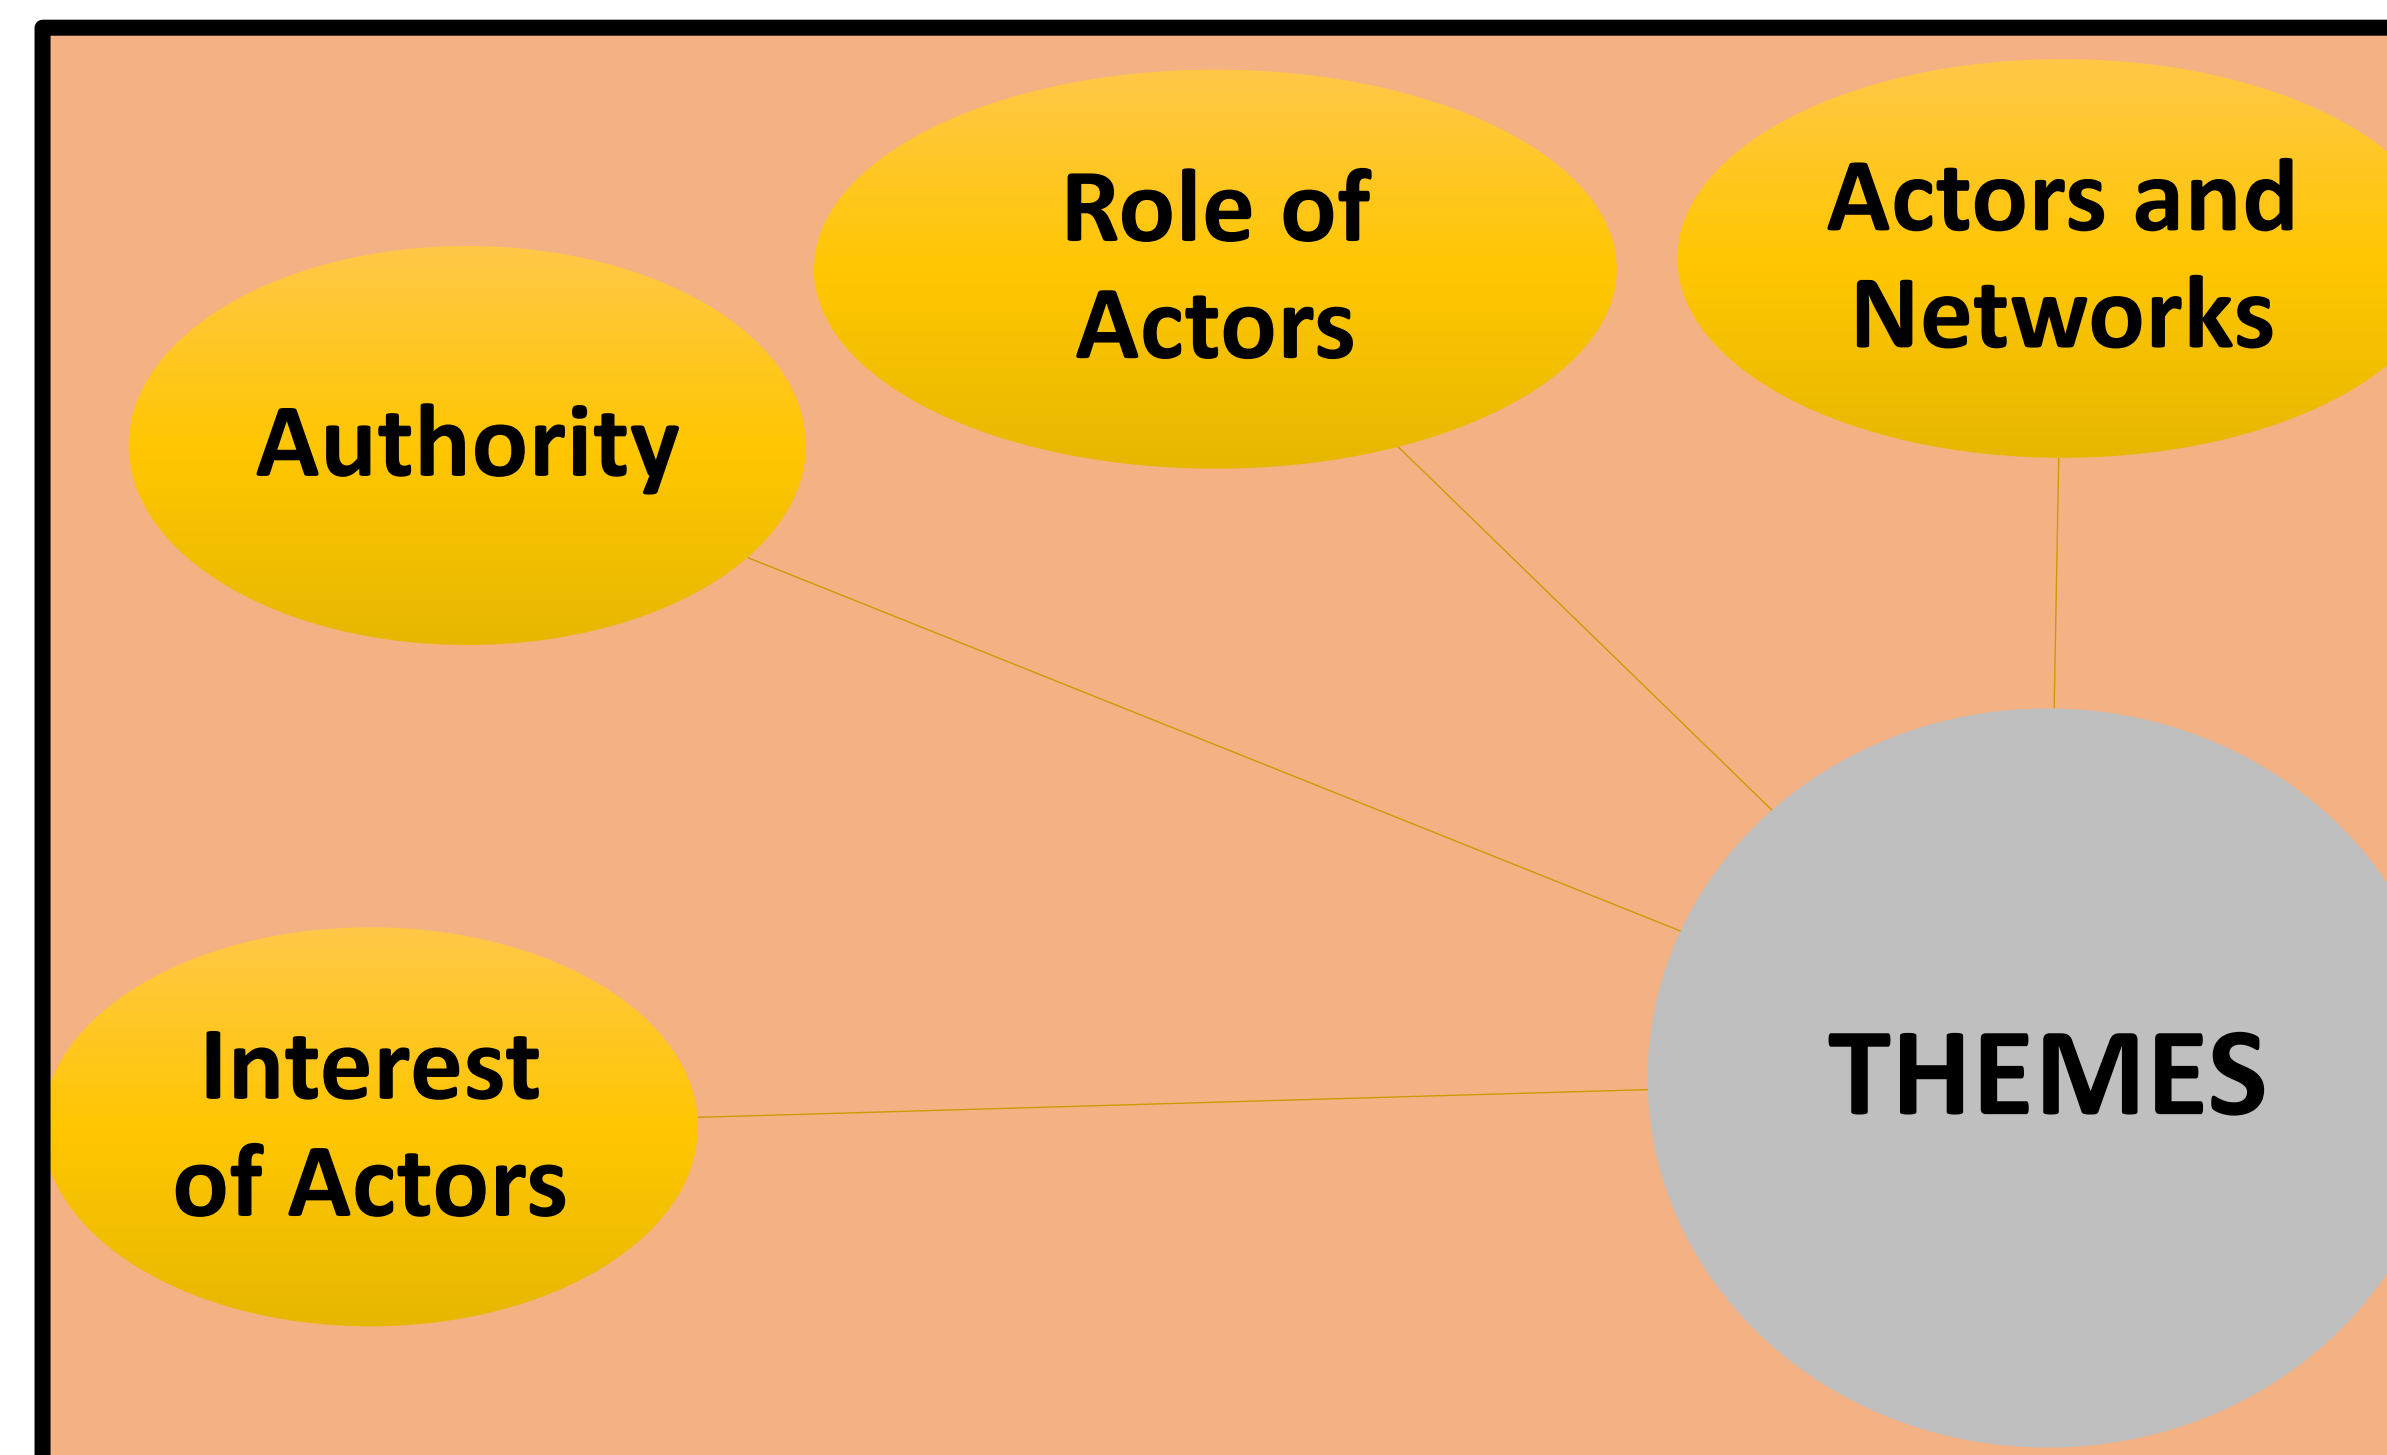 Role of
Actors
Actors and
Networks
Authority
Interest
of Actors
THEMES